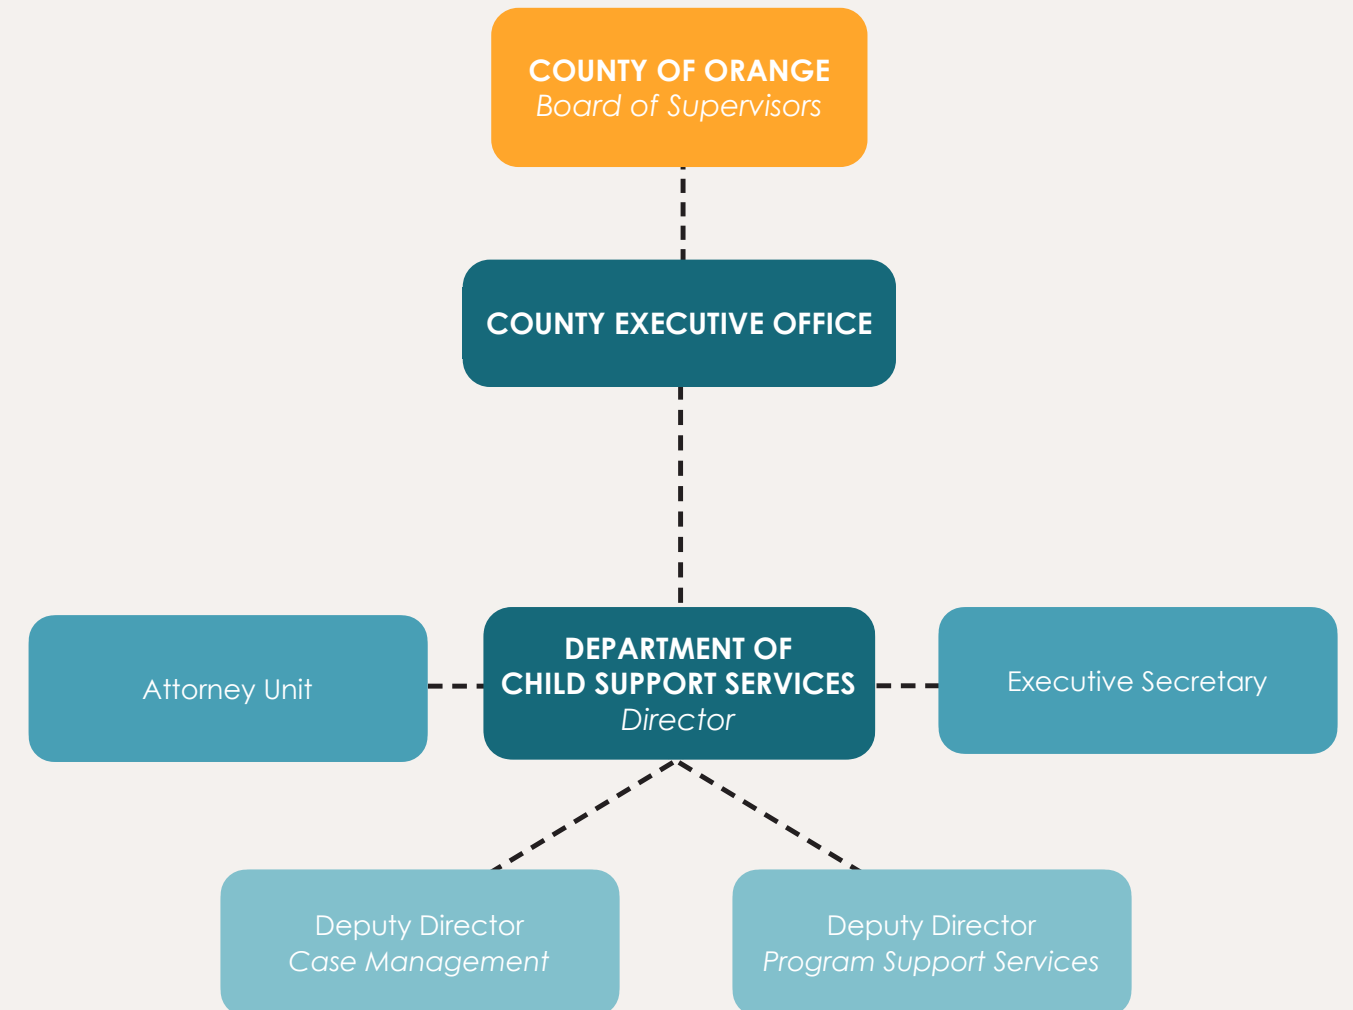 COUNTY OF ORANGE
Board of Supervisors
COUNTY EXECUTIVE OFFICE
Attorney Unit
DEPARTMENT OF
CHILD SUPPORT SERVICES
Director
Executive Secretary
Deputy Director
Case Management
Deputy Director
Program Support Services